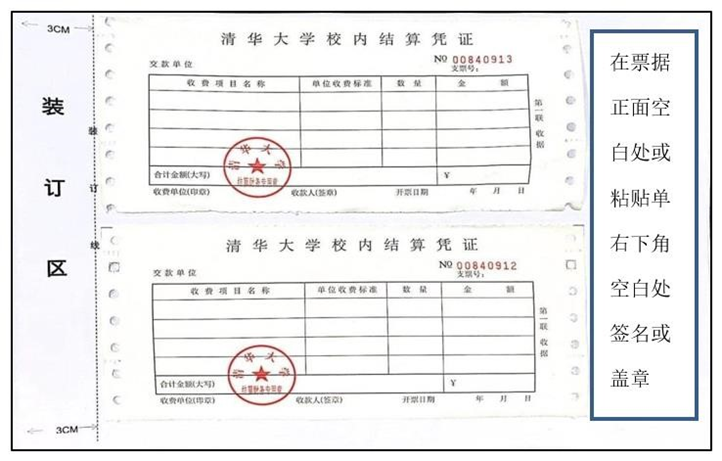 3CM
装
订
区
装
订
线
3CM
清华大学校内结算凭证
交款单位
№ 00840913
支票号:
收费项目名称 单位收费标准 数量 金 额
第一联 收据
清华大学
合计金额(大写) ¥
收费单位(印章) 收款人(签章) 开票日期 年 月 日
清华大学校内结算凭证
交款单位
№ 00840912
支票号:
收费项目名称 单位收费标准 数量 金 额
第一联 收据
清华大学
合计金额(大写) ¥
收费单位(印章) 收款人(签章) 开票日期 年 月 日
在票据
正面空
白处或
粘贴单
右下角
空白处
签名或
盖章